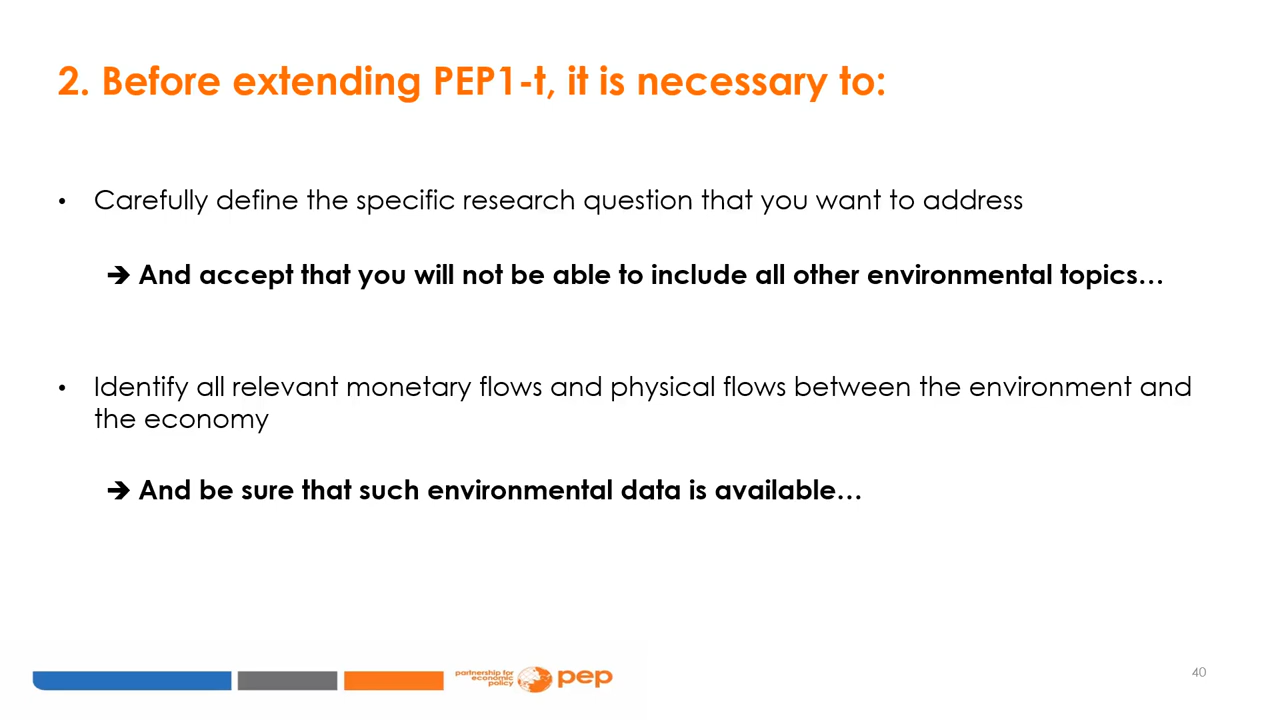 2. Before extending PEP1-t, it is necessary to:
• Carefully define the specific research question that you want to address
➔ And accept that you will not be able to include all other environmental topics…
• Identify all relevant monetary flows and physical flows between the environment and
the economy
➔ And be sure that such environmental data is available…
partnership for
economic
policy
pep
40